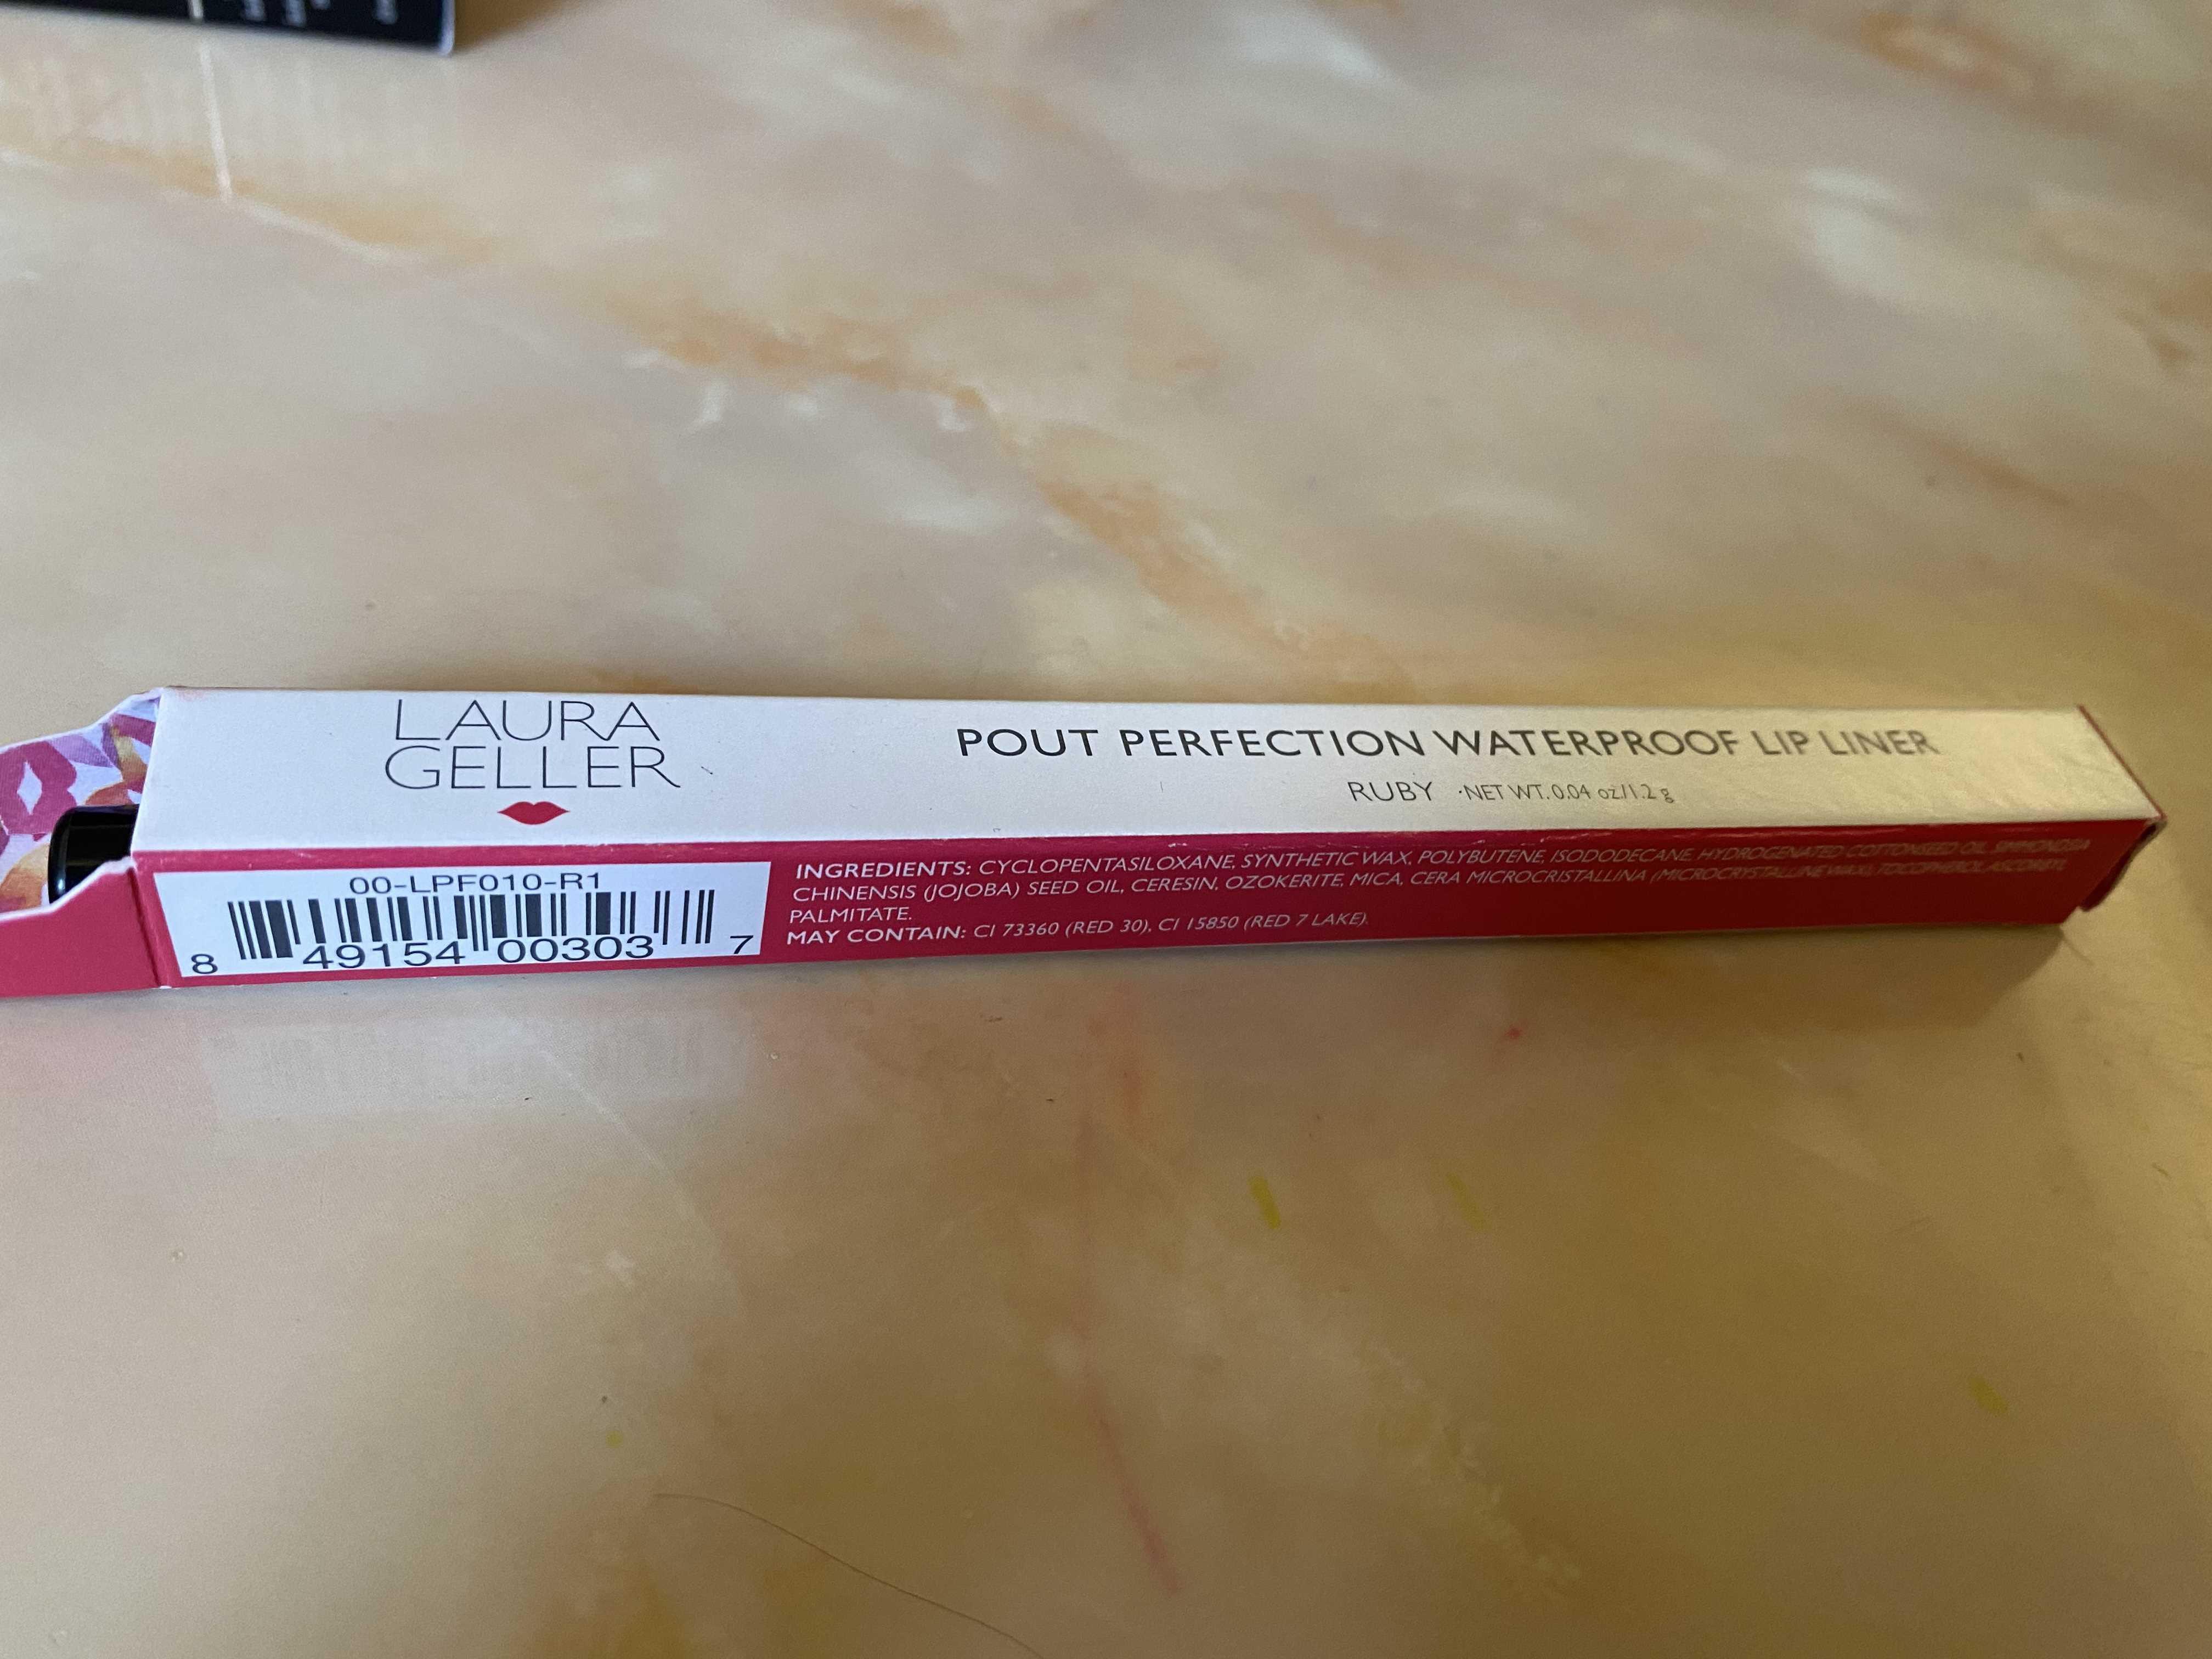 LAURA
GELLER
POUT PERFECTION WATERPROOF LIP LINER
RUBY ·NET WT. 0.04 oz/1.2 g
00-LPF010-R1
8 49154 00303 7
INGREDIENTS: CYCLOPENTASILOXANE, SYNTHETIC WAX, POLYBUTENE, ISODODECANE, HYDROGENATED COTTONSEED OIL, SIMMONDSIA
CHINENSIS (JOJOBA) SEED OIL, CERESIN, OZOKERITE, MICA, CERA MICROCRISTALLINA (MICROCRYSTALLINE WAX), TOCOPHEROL, ASCORBYL
PALMITATE.
MAY CONTAIN: CI 73360 (RED 30), CI 15850 (RED 7 LAKE).